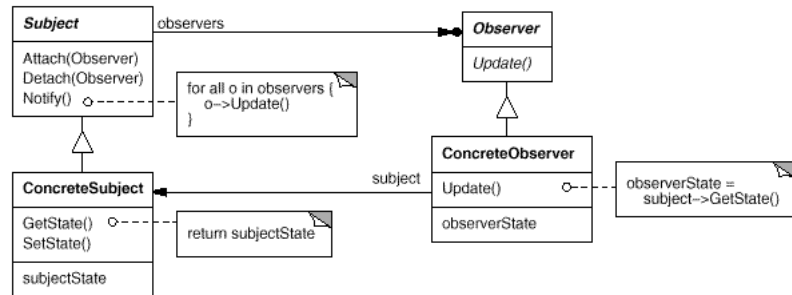 Subject
observers
Observer
Attach(Observer)
Detach(Observer)
Notify()
for all o in observers {
o->Update()
}
Update()
ConcreteSubject
GetState()
SetState()
subjectState
return subjectState
subject
ConcreteObserver
Update()
observerState
observerState =
subject->GetState()